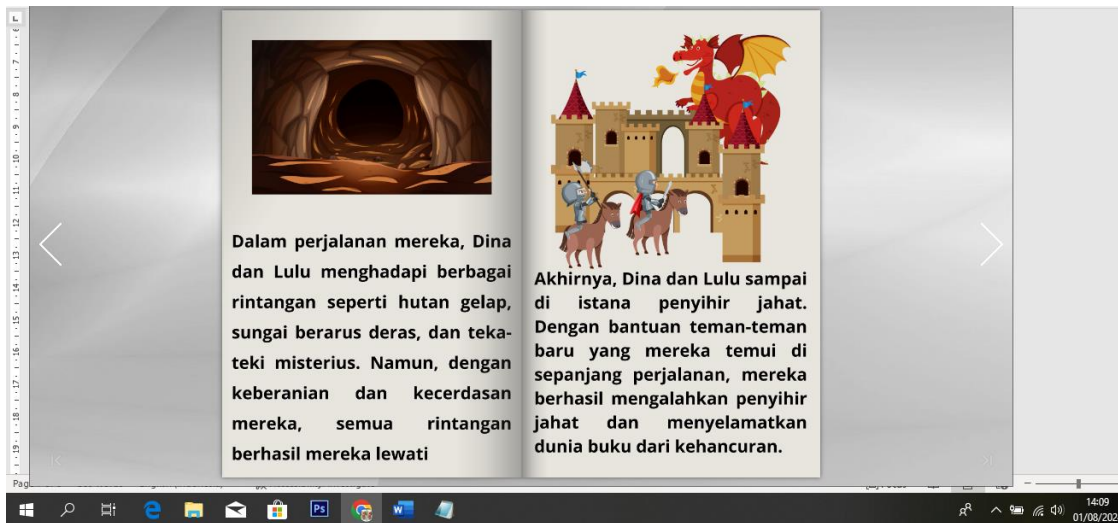 Dalam perjalanan mereka, Dina
dan Lulu menghadapi berbagai
rintangan seperti hutan gelap,
sungai berarus deras, dan teka-
teki misterius. Namun, dengan
keberanian dan kecerdasan
mereka, semua rintangan
berhasil mereka lewati
Akhirnya, Dina dan Lulu sampai
di istana penyihir jahat.
Dengan bantuan teman-teman
baru yang mereka temui di
sepanjang perjalanan, mereka
berhasil mengalahkan penyihir
jahat dan menyelamatkan
dunia buku dari kehancuran.
Ps
14:09
01/08/202